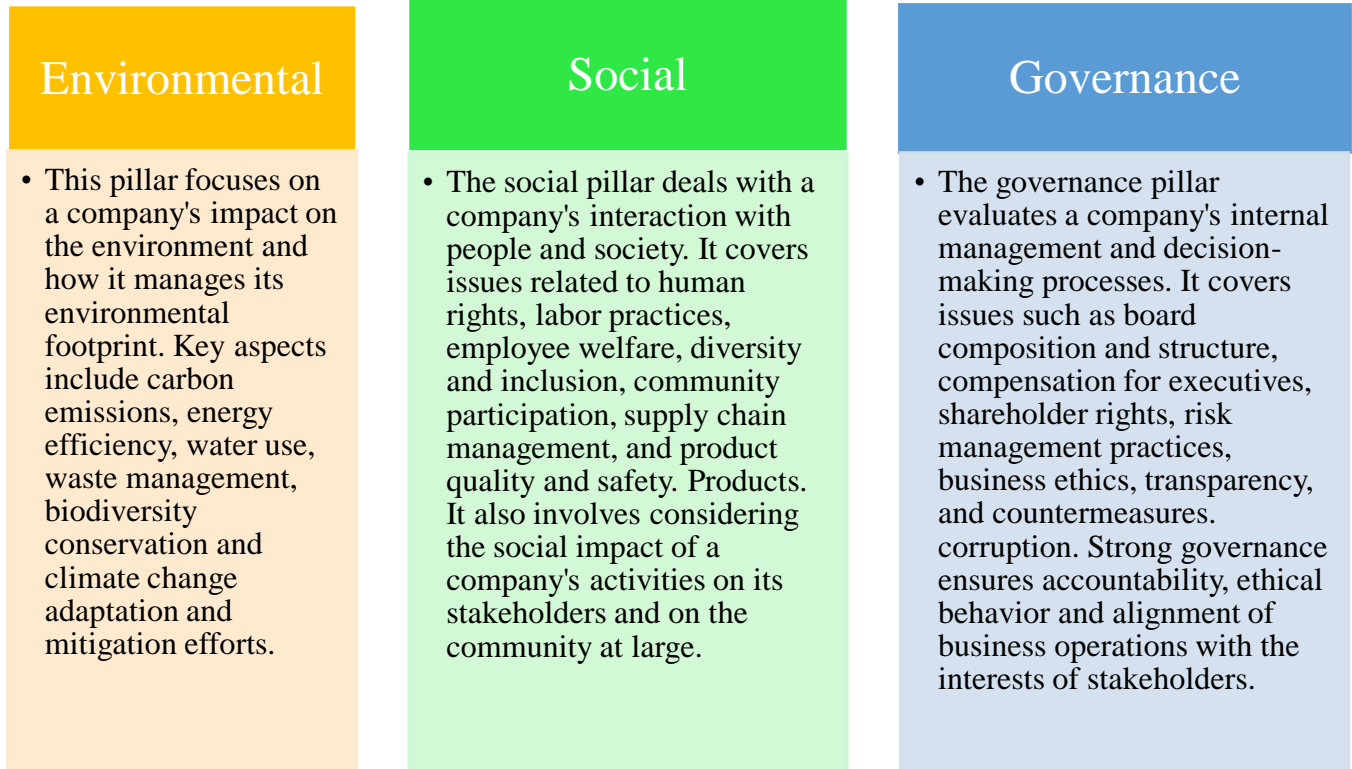 Environmental
• This pillar focuses on
a company's impact on
the environment and
how it manages its
environmental
footprint. Key aspects
include carbon
emissions, energy
efficiency, water use,
waste management,
biodiversity
conservation and
climate change
adaptation and
mitigation efforts.
Social
• The social pillar deals with a
company's interaction with
people and society. It covers
issues related to human
rights, labor practices,
employee welfare, diversity
and inclusion, community
participation, supply chain
management, and product
quality and safety. Products.
It also involves considering
the social impact of a
company's activities on its
stakeholders and on the
community at large.
Governance
• The governance pillar
evaluates a company's internal
management and decision-
making processes. It covers
issues such as board
composition and structure,
compensation for executives,
shareholder rights, risk
management practices,
business ethics, transparency,
and countermeasures.
corruption. Strong governance
ensures accountability, ethical
behavior and alignment of
business operations with the
interests of stakeholders.